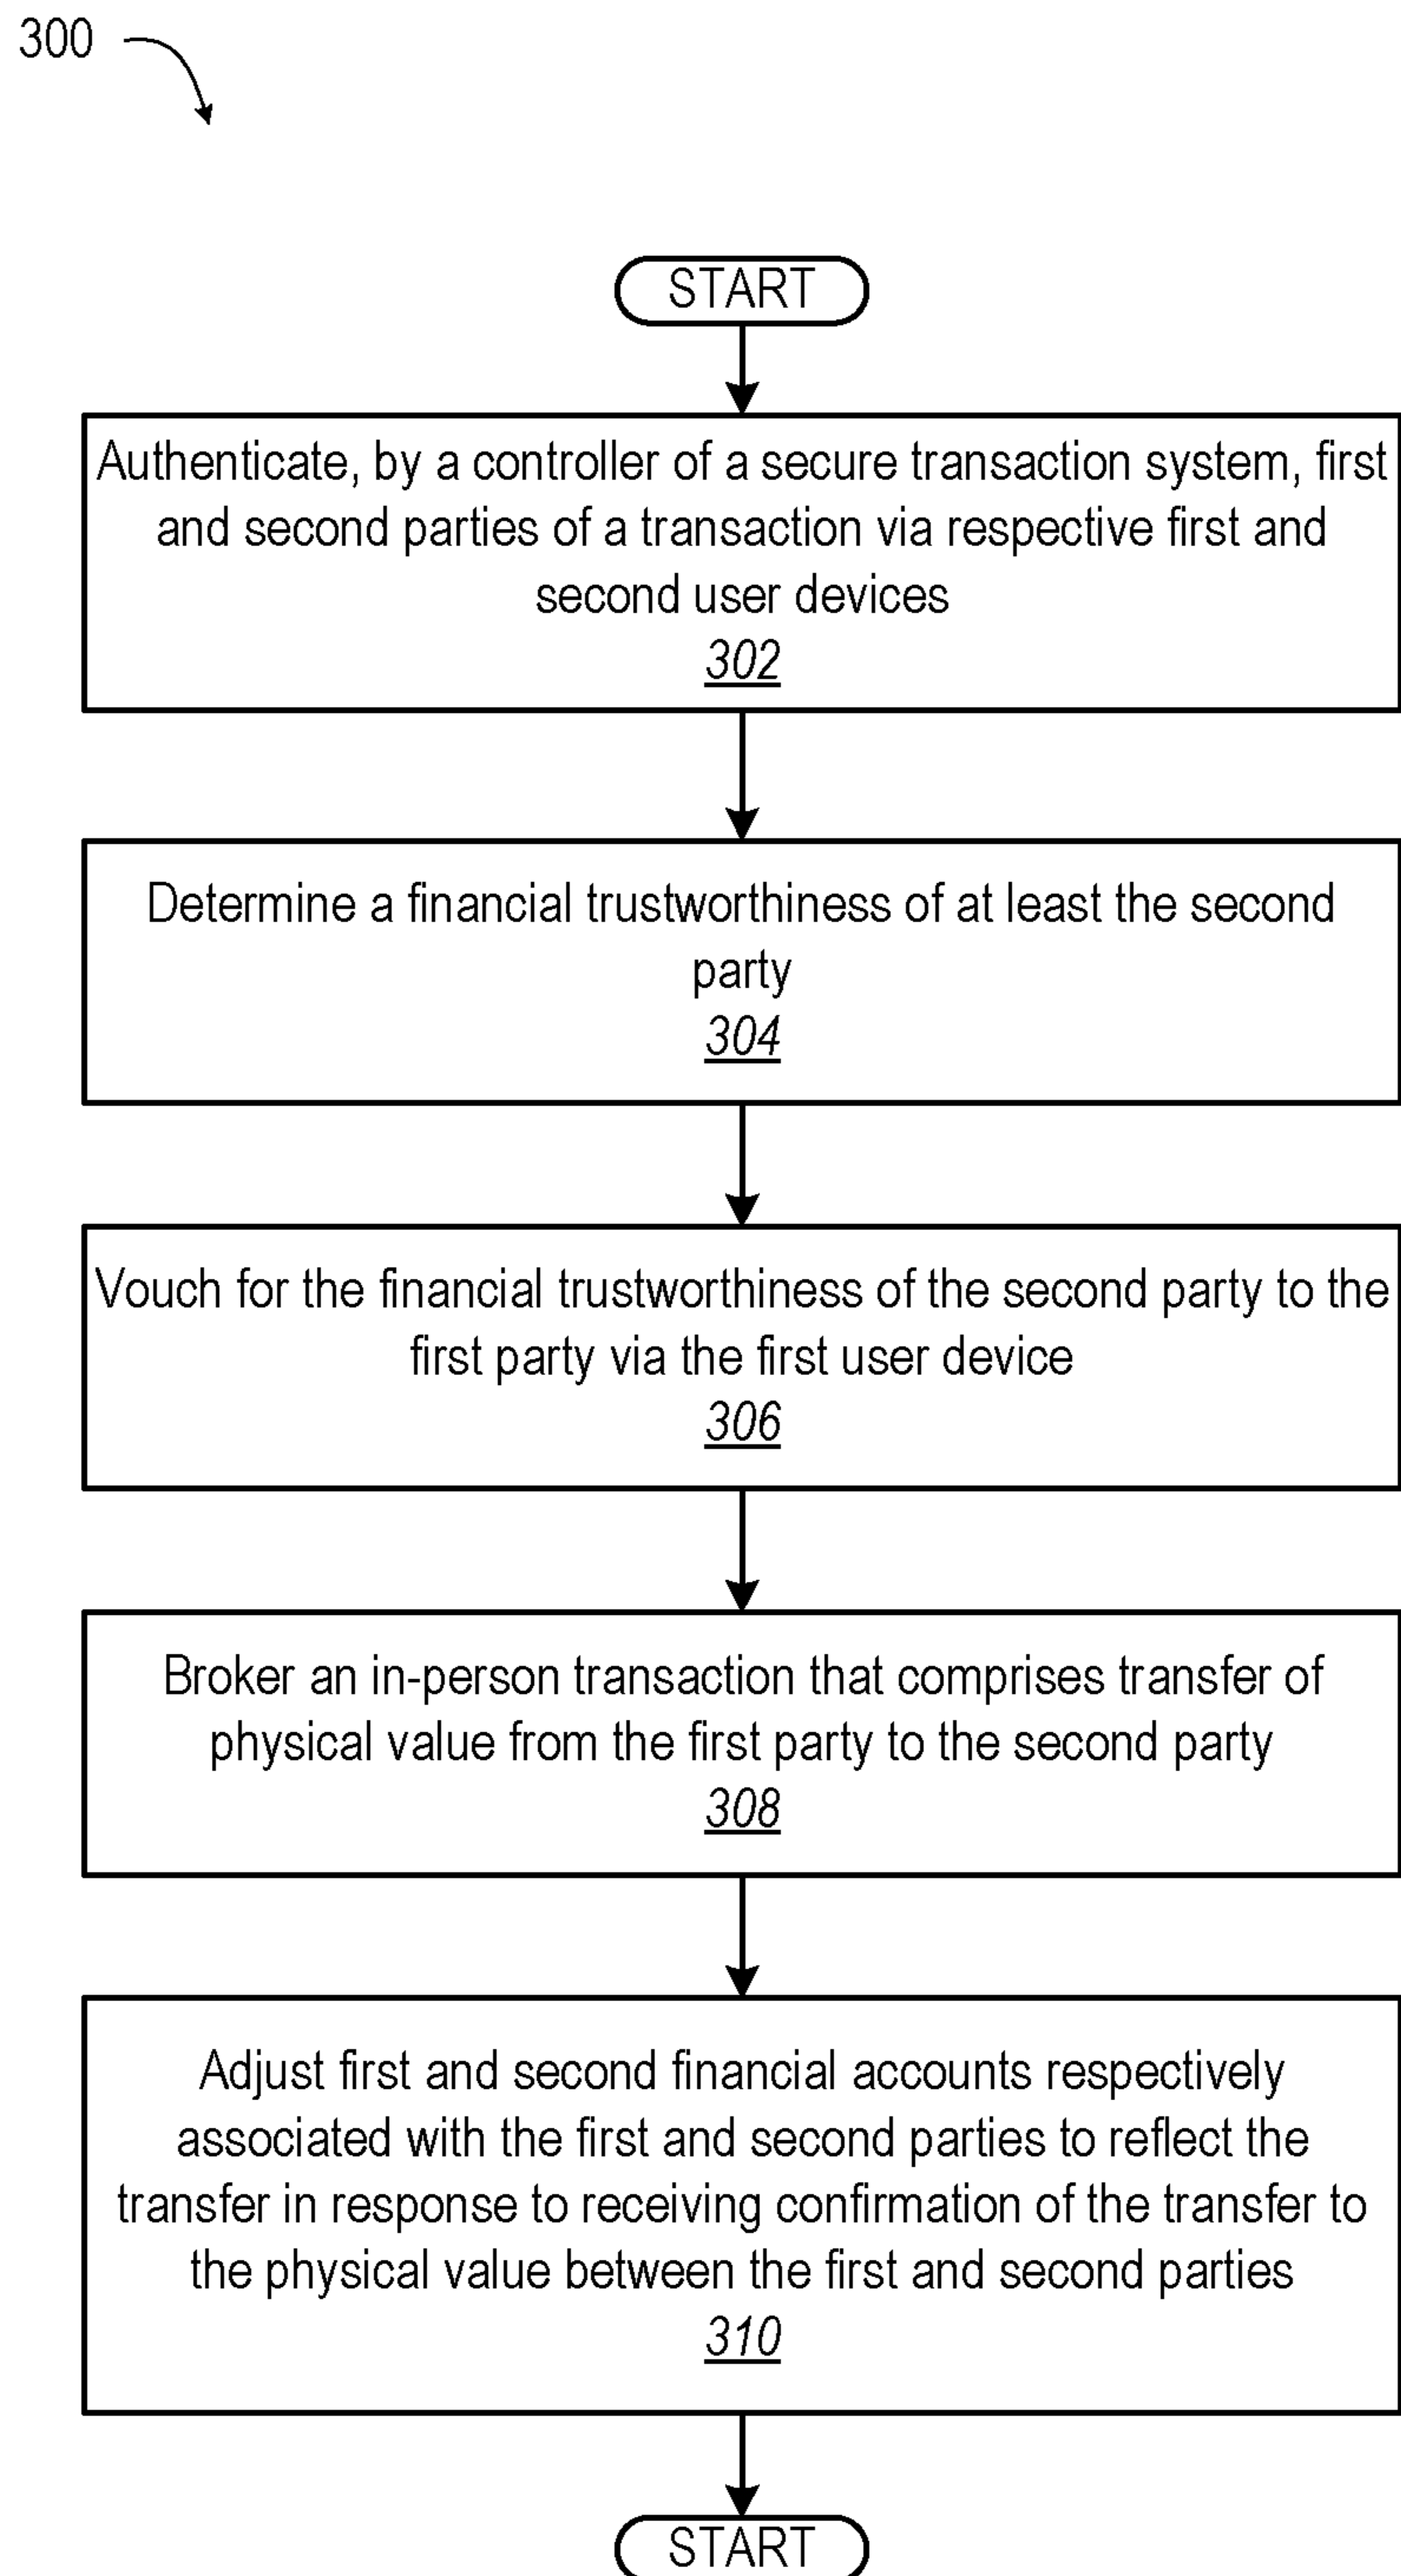 300
START
Authenticate, by a controller of a secure transaction system, first
and second parties of a transaction via respective first and
second user devices
302
Determine a financial trustworthiness of at least the second
party
304
Vouch for the financial trustworthiness of the second party to the
first party via the first user device
306
Broker an in-person transaction that comprises transfer of
physical value from the first party to the second party
308
Adjust first and second financial accounts respectively
associated with the first and second parties to reflect the
transfer in response to receiving confirmation of the transfer to
the physical value between the first and second parties
310
START